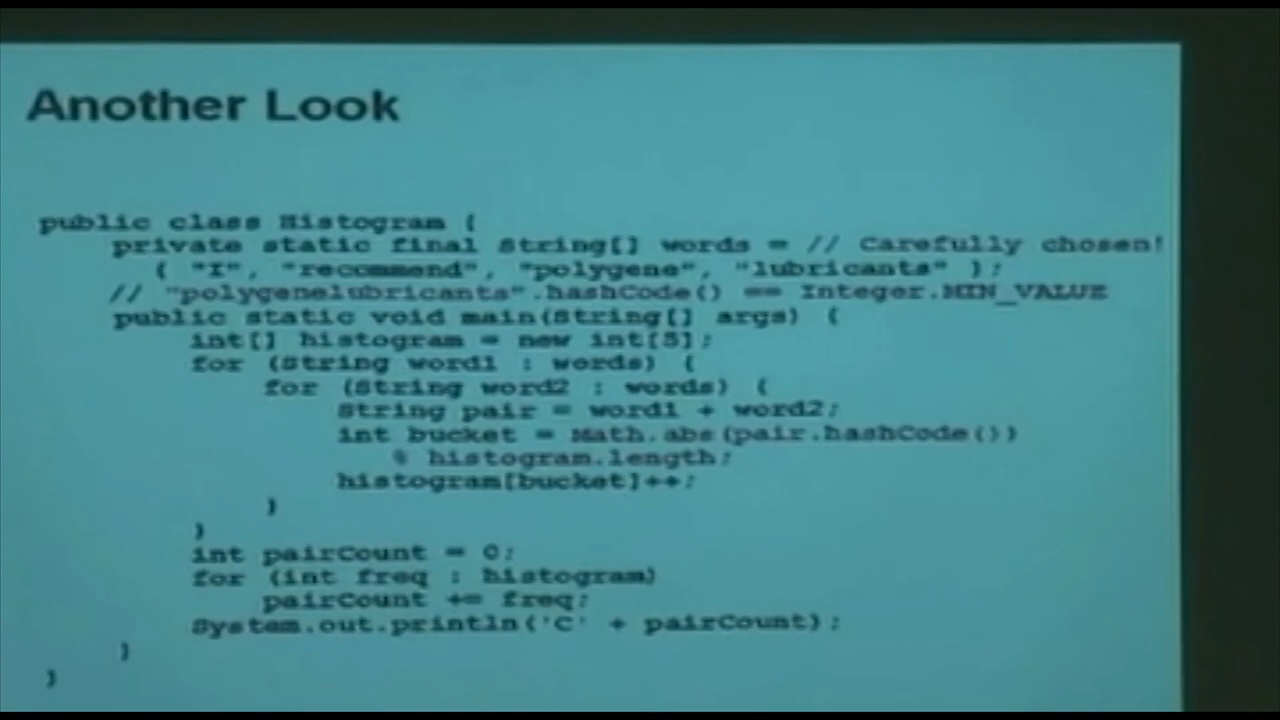 Another Look
public class Histogram {
private static final String[] words = // Carefully chosen!
{ "I", "recommend", "polygene", "lubricants" };
// "polygenelubricants".hashCode() == Integer.MIN_VALUE
public static void main(String[] args) {
int[] histogram = new int[5];
for (String word1 : words) {
for (String word2 : words) {
String pair = word1 + word2;
int bucket = Math.abs(pair.hashCode())
% histogram.length;
histogram[bucket]++;
}
}
int pairCount = 0;
for (int freq : histogram)
pairCount += freq;
System.out.println('C' + pairCount);
}
}